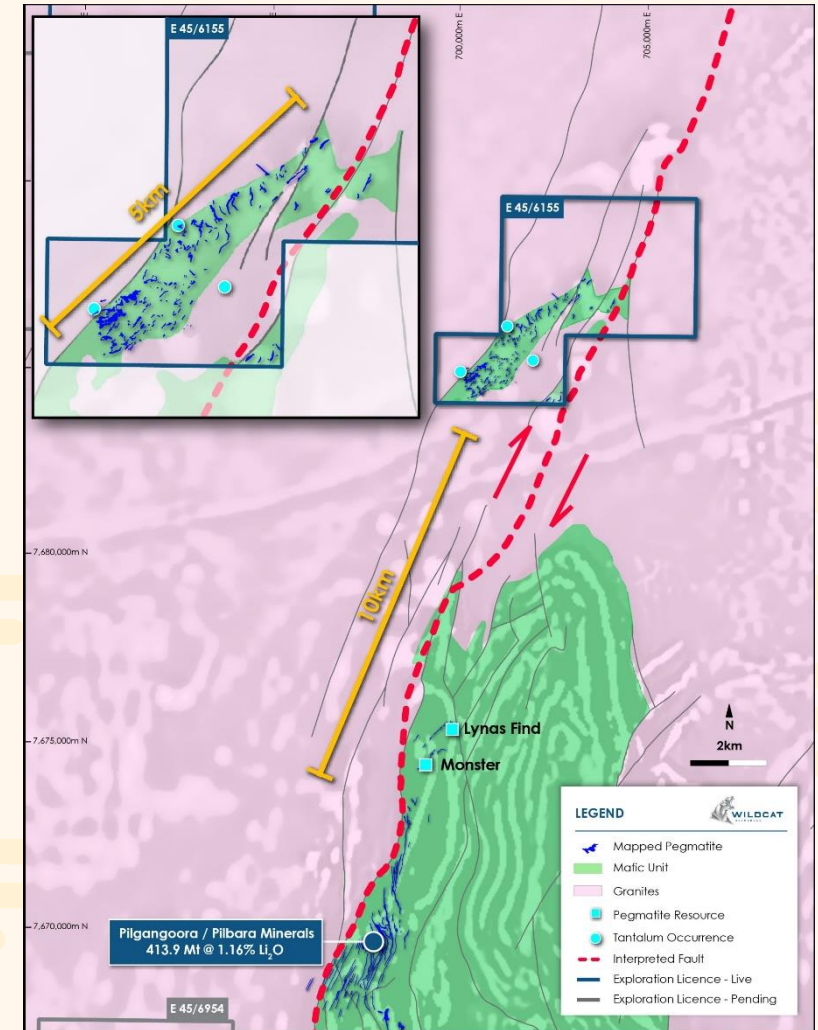 700,000m E
705,000m E
E 45/6155
5km
E 45/6155
7,680,000m N
10km
7,675,000m N
Lynas Find
Monster
N
2km
LEGEND
WILDCAT
Mapped Pegmatite
Mafic Unit
Granites
Pegmatite Resource
Tantalum Occurrence
Interpreted Fault
Exploration Licence - Live
Exploration Licence - Pending
7,670,000m N
Pilgangoora / Pilbara Minerals
413.9 Mt @ 1.16% Li₂O
E 45/6954